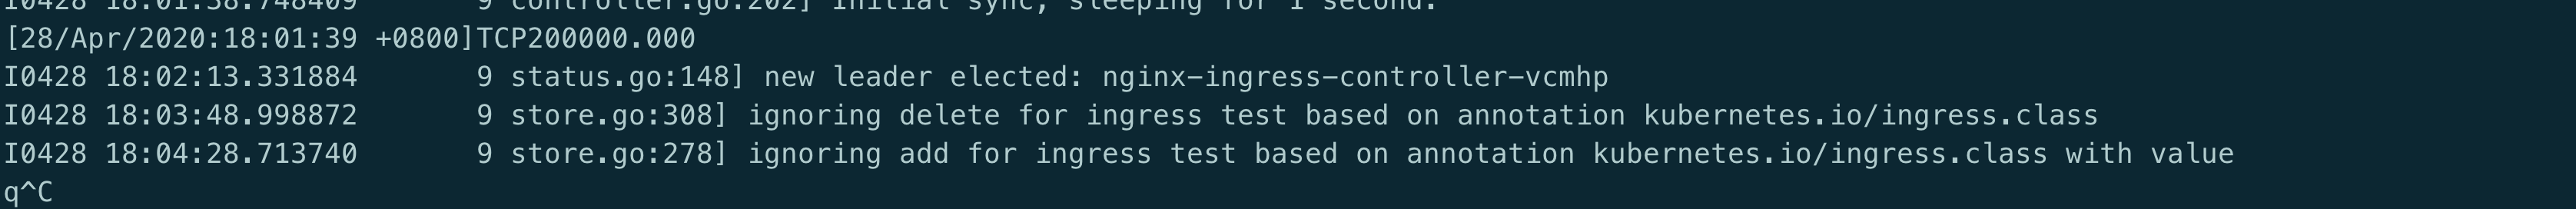 I0428 18:01:38.748409       9 controller.go:202] Initial sync, sleeping for 1 second.
[28/Apr/2020:18:01:39 +0800]TCP200000.000
I0428 18:02:13.331884       9 status.go:148] new leader elected: nginx-ingress-controller-vcmhp
I0428 18:03:48.998872       9 store.go:308] ignoring delete for ingress test based on annotation kubernetes.io/ingress.class
I0428 18:04:28.713740       9 store.go:278] ignoring add for ingress test based on annotation kubernetes.io/ingress.class with value
q^C